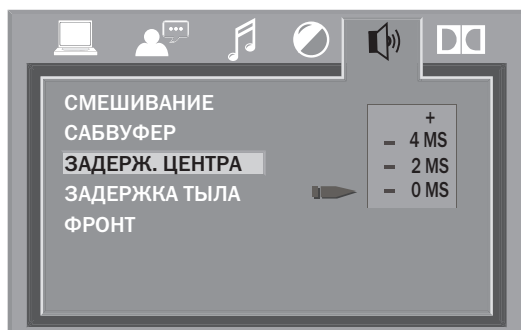 СМЕШИВАНИЕ
САБВУФЕР
ЗАДЕРЖ. ЦЕНТРА
ЗАДЕРЖКА ТЫЛА
ФРОНТ
+
– 4 MS
– 2 MS
– 0 MS